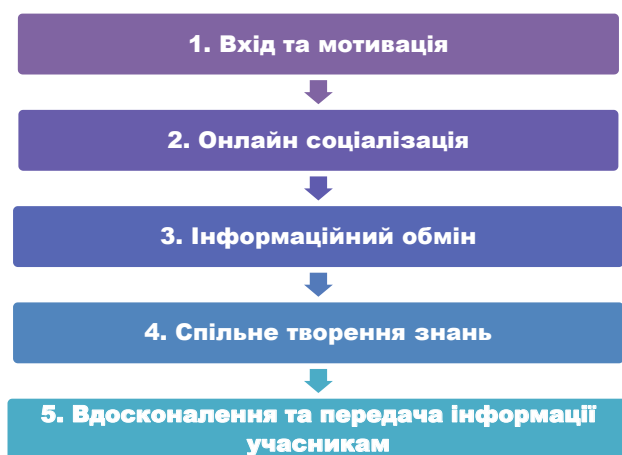 1. Вхід та мотивація
2. Онлайн соціалізація
3. Інформаційний обмін
4. Спільне творення знань
5. Вдосконалення та передача інформації
учасникам